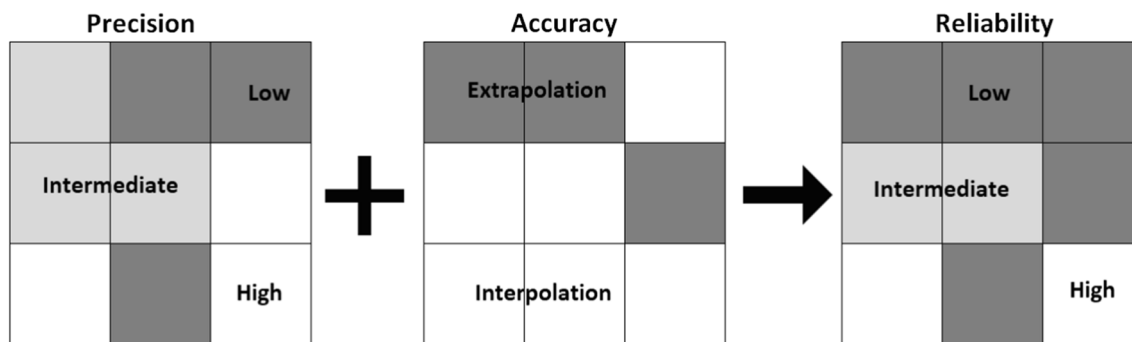 Precision
Accuracy
Reliability
Low
Intermediate
High
Extrapolation
Interpolation
Low
Intermediate
High